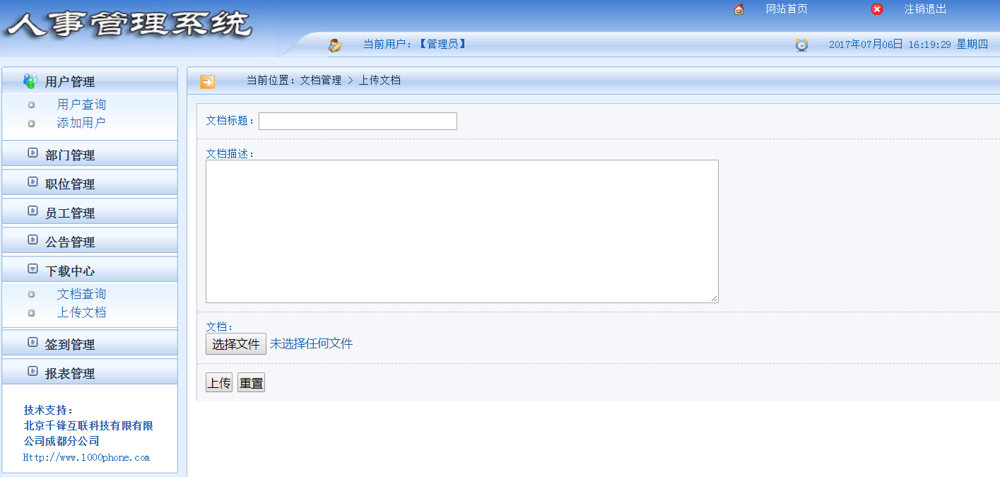 人事管理系统
网站首页
注销退出
当前用户：【管理员】
2017年07月06日 16:19:29 星期四
用户管理
用户查询
添加用户
部门管理
职位管理
员工管理
公告管理
下载中心
文档查询
上传文档
签到管理
报表管理
技术支持：
北京千锋互联科技有限有限
公司成都分公司
Http://www.1000phone.com
当前位置：文档管理 > 上传文档
文档标题：
文档描述：
文档：
选择文件 未选择任何文件
上传 重置